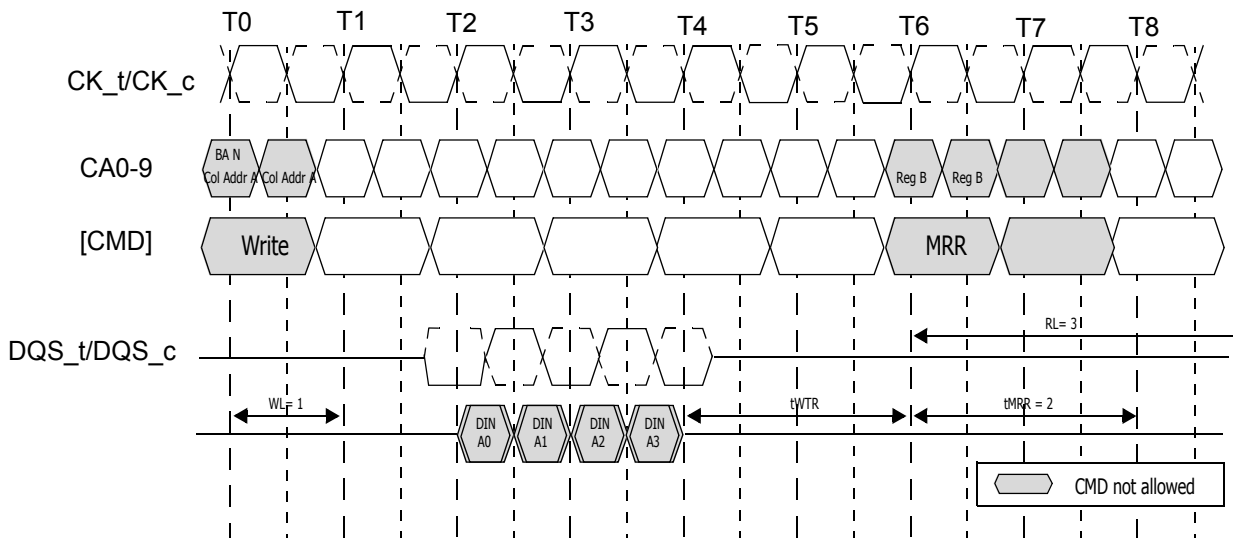 T0 T1 T2 T3 T4 T5 T6 T7 T8
CK_t/CK_c
CA0-9
BA N
Col Addr A
Col Addr A
Reg B
Reg B
[CMD]
Write
MRR
RL= 3
DQS_t/DQS_c
WL= 1
tWTR
tMRR = 2
DIN
A0
DIN
A1
DIN
A2
DIN
A3
CMD not allowed